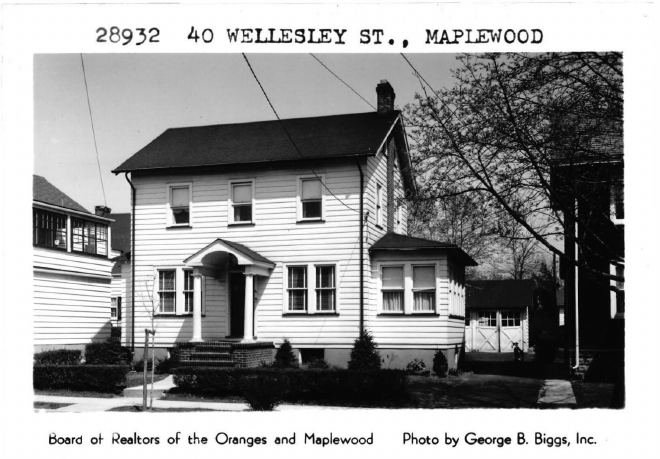 28932 40 WELLESLEY ST., MAPLEWOOD
Board of Realtors of the Oranges and Maplewood Photo by George B. Biggs, Inc.